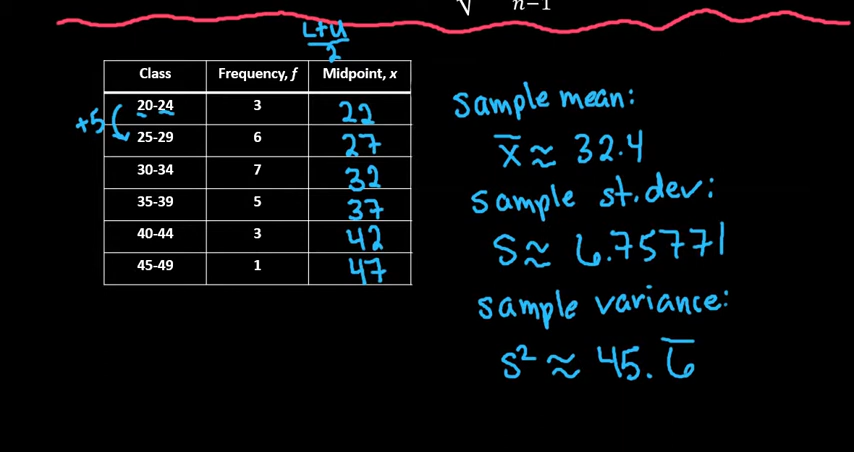 √ n-1
L+U
2
Class Frequency, f Midpoint, x
20-24 3 22
+5
25-29 6 27
30-34 7 32
35-39 5 37
40-44 3 42
45-49 1 47
sample mean:
x̅ ≈ 32.4
sample st. dev:
S ≈ 6.75771
sample variance:
s² ≈ 45.6̅